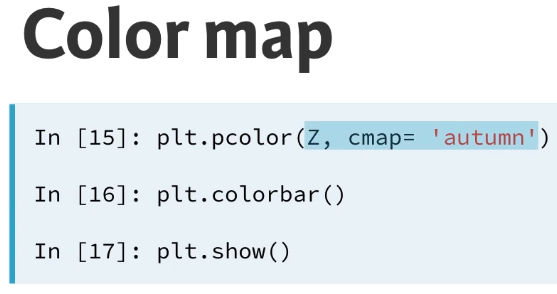 Color map
In [15]: plt.pcolor(Z, cmap= 'autumn')
In [16]: plt.colorbar()
In [17]: plt.show()